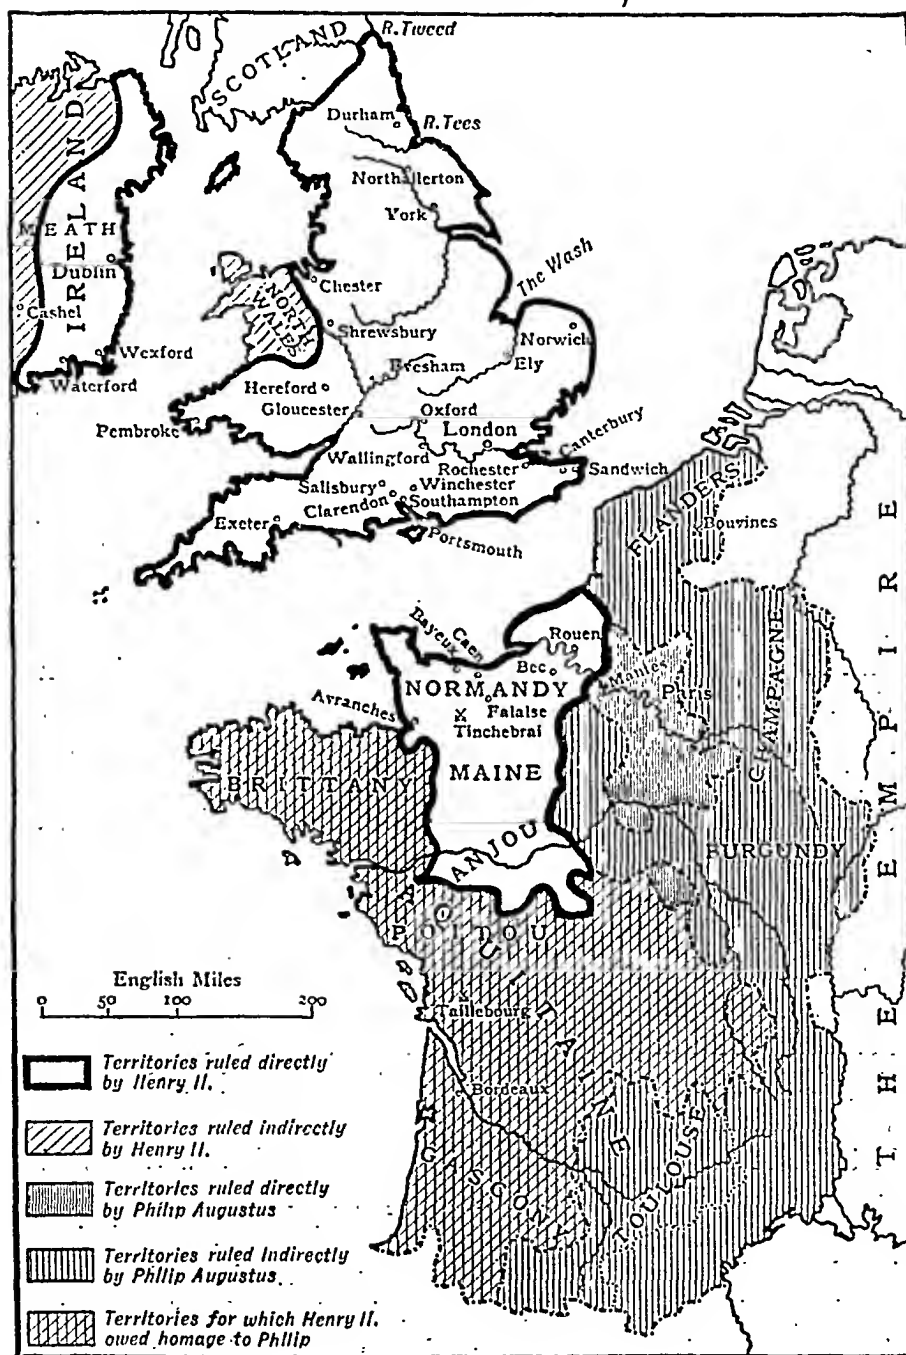 R. Tweed
SCOTLAND
Durham
R. Tees
IRELAND
Northallerton
York
MEATH
Dublin
The Wash
Chester
NORTH WALES
Cashel
Shrewsbury
Norwich
Ely
Wexford
Waterford
Evesham
Hereford
Gloucester
Oxford
London
Pembroke
Wallingford
Canterbury
Rochester
Sandwich
Salisbury
Winchester
Clarendon
Southampton
Exeter
Portsmouth
FLANDERS
Bouvines
THE EMPIRE
Bayeux
Caen
Rouen
Bec
Mantes
Paris
CHAMPAGNE
NORMANDY
Avranches
Falaise
Tinchebrai
BRITTANY
MAINE
ANJOU
BURGUNDY
POITOU
AQUITAINE
English Miles
0 50 100 200
Taillebourg
Bordeaux
GASCONY
TOULOUSE
Territories ruled directly
by Henry II.
Territories ruled indirectly
by Henry II.
Territories ruled directly
by Philip Augustus
Territories ruled indirectly
by Philip Augustus
Territories for which Henry II.
owed homage to Philip